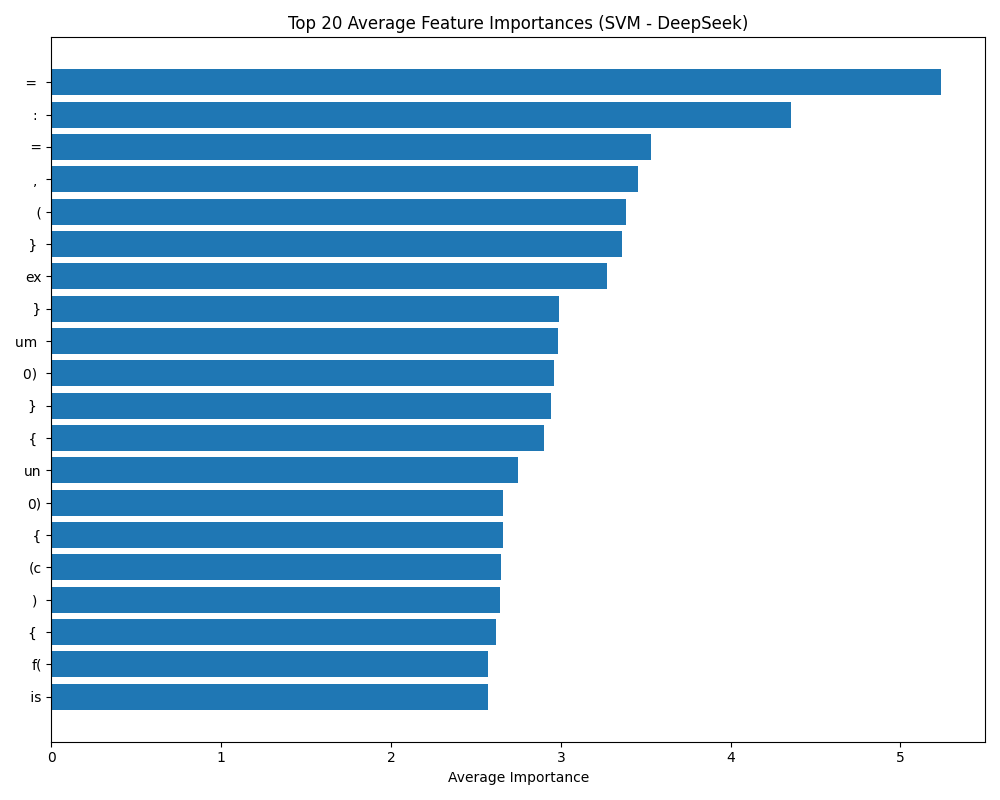 Top 20 Average Feature Importances (SVM - DeepSeek)
=
:
=
,
(
}
ex
}
um
0)
}
{
un
0)
{
(c
)
{
f(
is
0 1 2 3 4 5
Average Importance